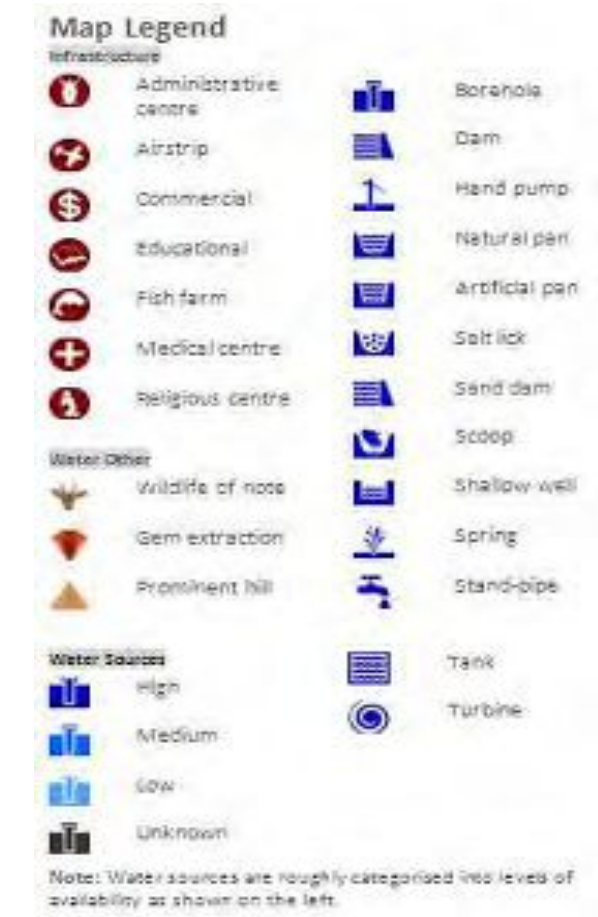 Map Legend
Infrastructure
Administrative
centre
Airstrip
Commercial
Educational
Fish farm
Medical centre
Religious centre
Water Other
Wildlife of note
Gem extraction
Prominent hill
Water Sources
High
Medium
Low
Unknown
Borehole
Dam
Hand pump
Natural pan
Artificial pan
Salt lick
Sand dam
Scoop
Shallow well
Spring
Stand-pipe
Tank
Turbine
Note: Water sources are roughly categorised into levels of
availability as shown on the left.